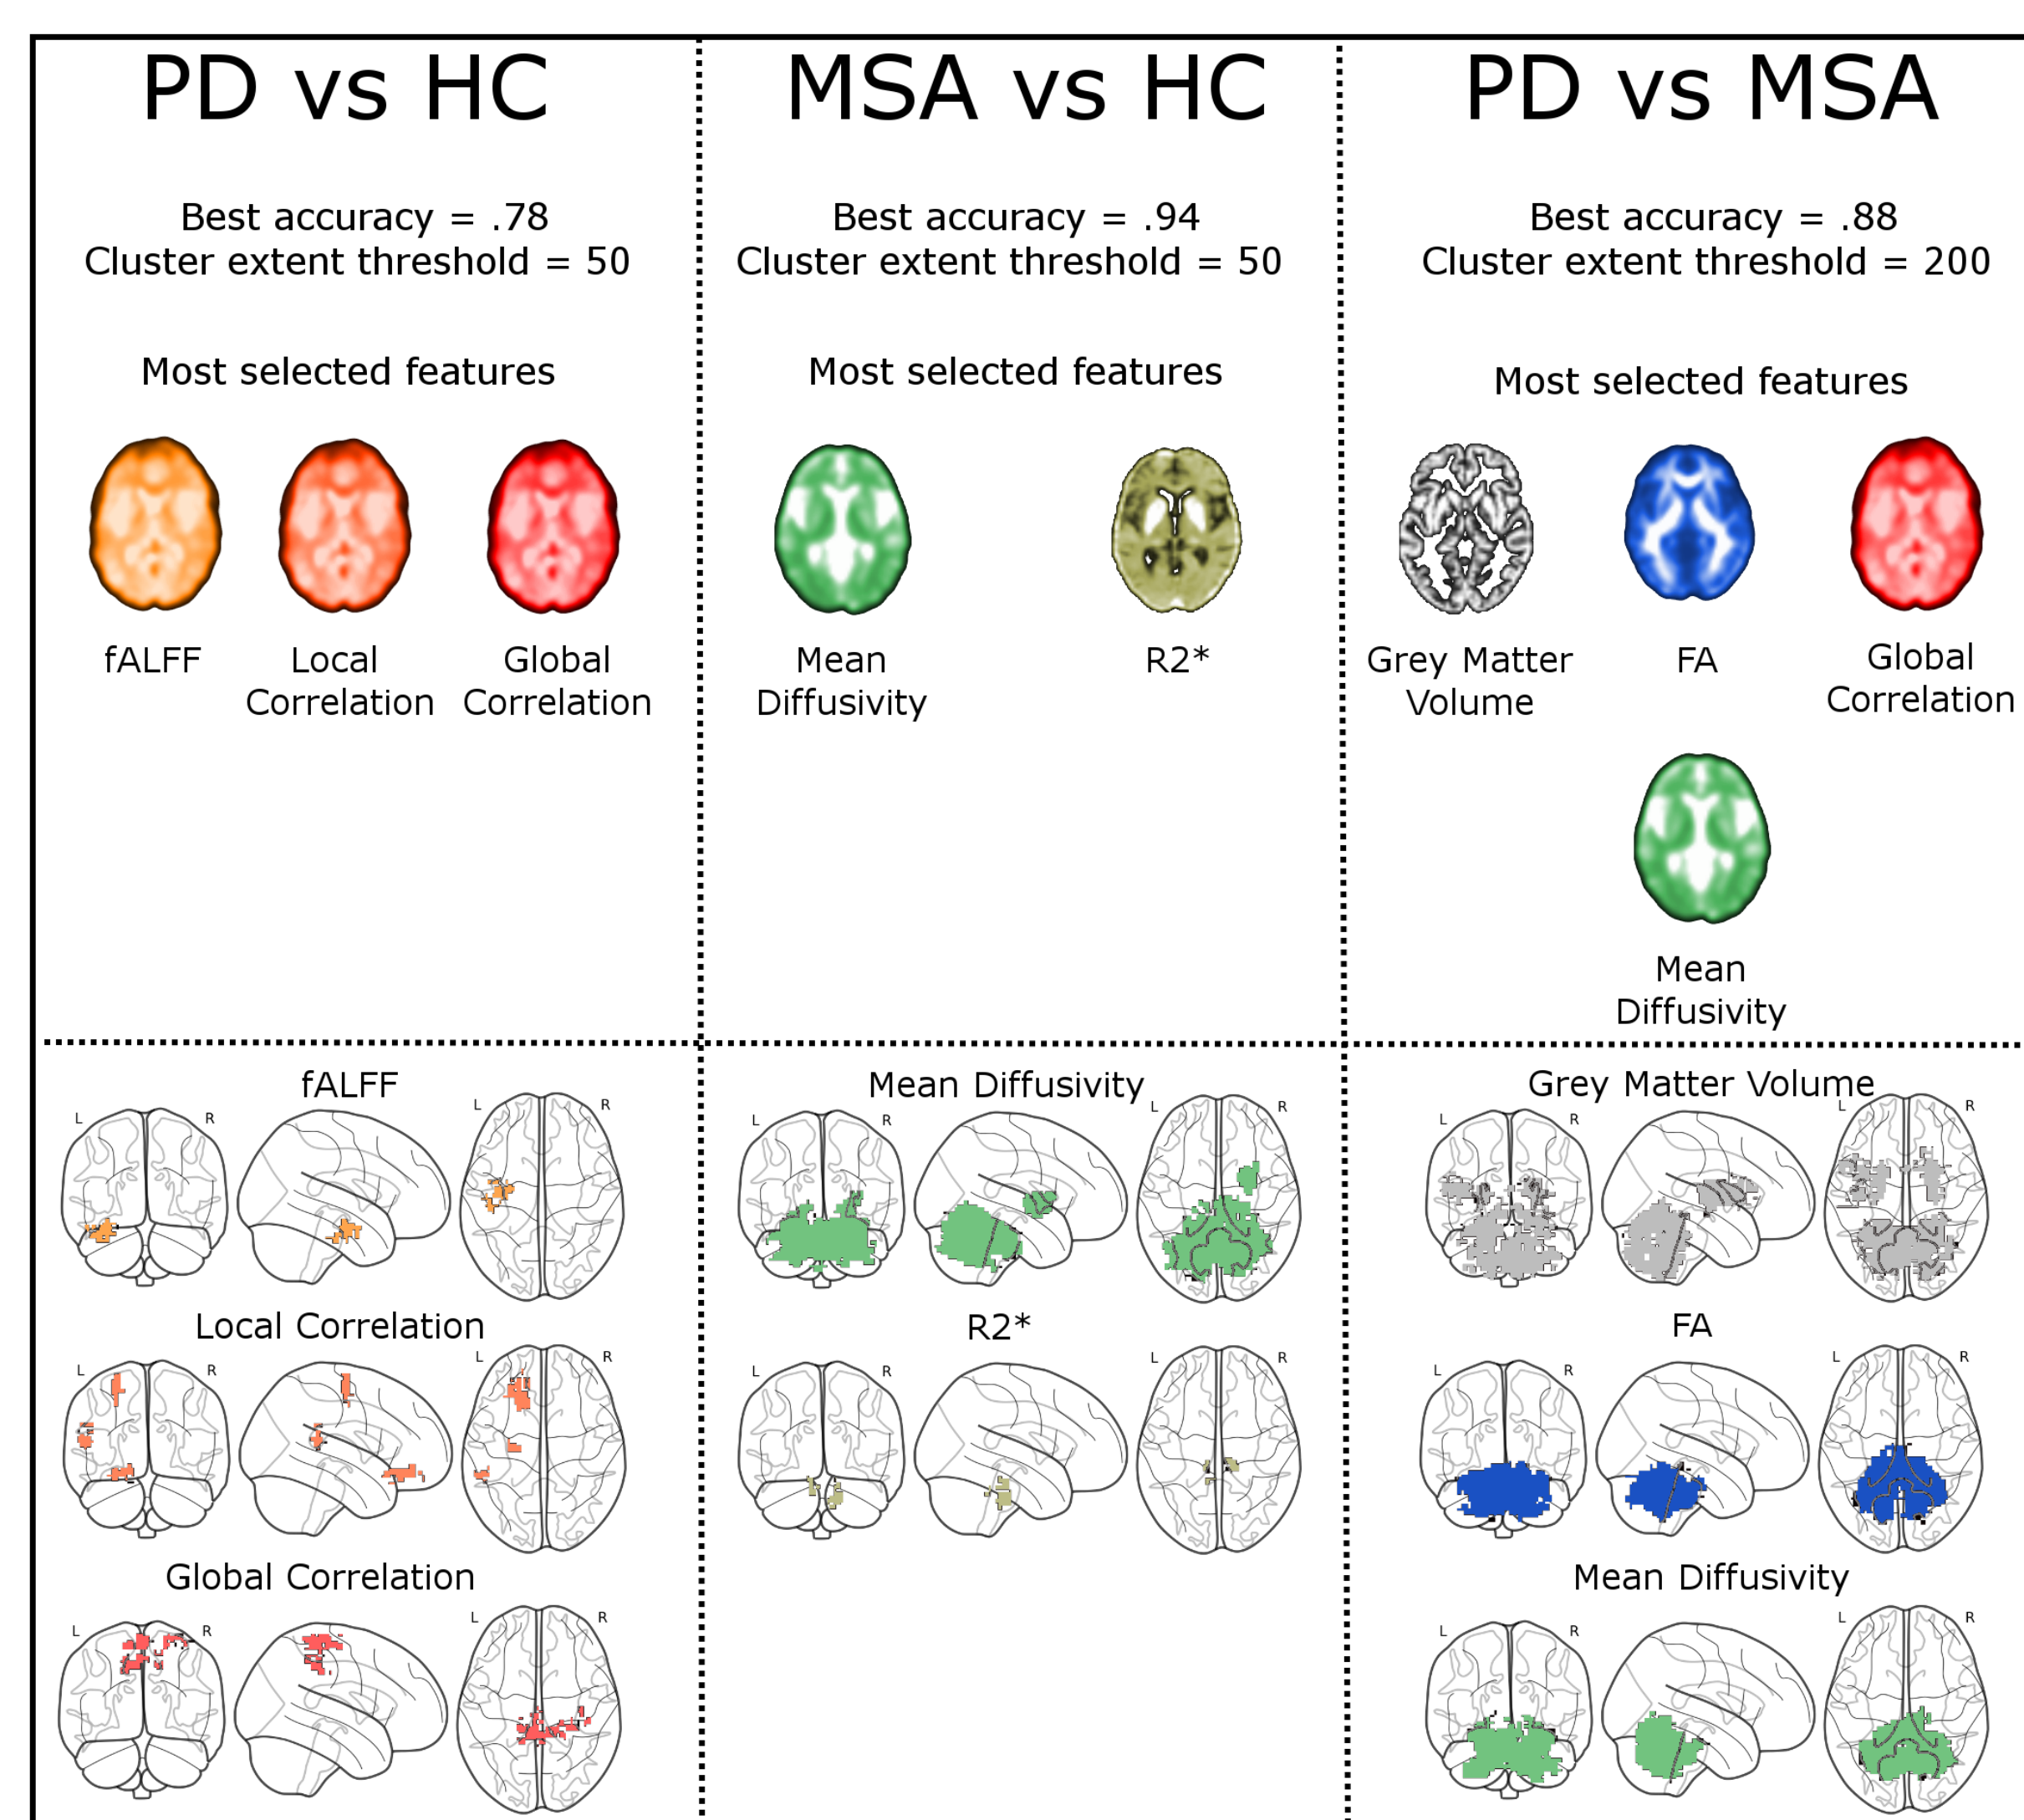 PD vs HC
Best accuracy = .78
Cluster extent threshold = 50
Most selected features
fALFF
Local
Correlation
Global
Correlation
MSA vs HC
Best accuracy = .94
Cluster extent threshold = 50
Most selected features
Mean
Diffusivity
R2*
PD vs MSA
Best accuracy = .88
Cluster extent threshold = 200
Most selected features
Grey Matter
Volume
FA
Global
Correlation
Mean
Diffusivity
fALFF
L R L R
Local Correlation
L R L R
Global Correlation
L R L R
Mean Diffusivity
L R L R
R2*
L R L R
Grey Matter Volume
L R L R
FA
L R L R
Mean Diffusivity
L R L R